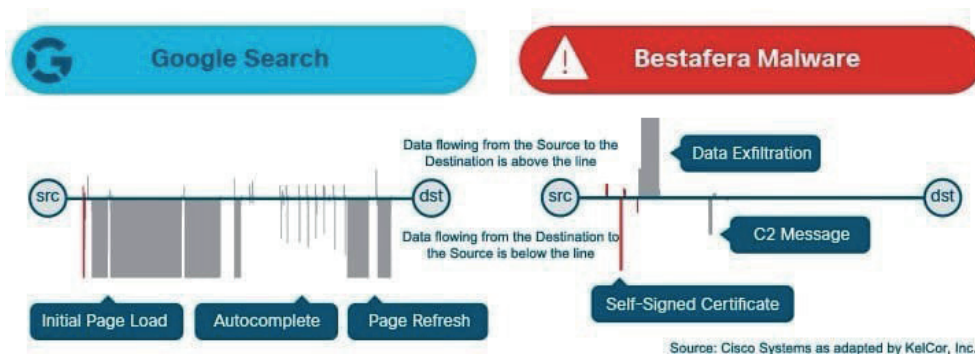 Google Search
Bestafera Malware
Data flowing from the Source to the
Destination is above the line
Data Exfiltration
src
dst
src
dst
Data flowing from the Destination to
the Source is below the line
C2 Message
Self-Signed Certificate
Initial Page Load
Autocomplete
Page Refresh
Source: Cisco Systems as adapted by KelCor, Inc